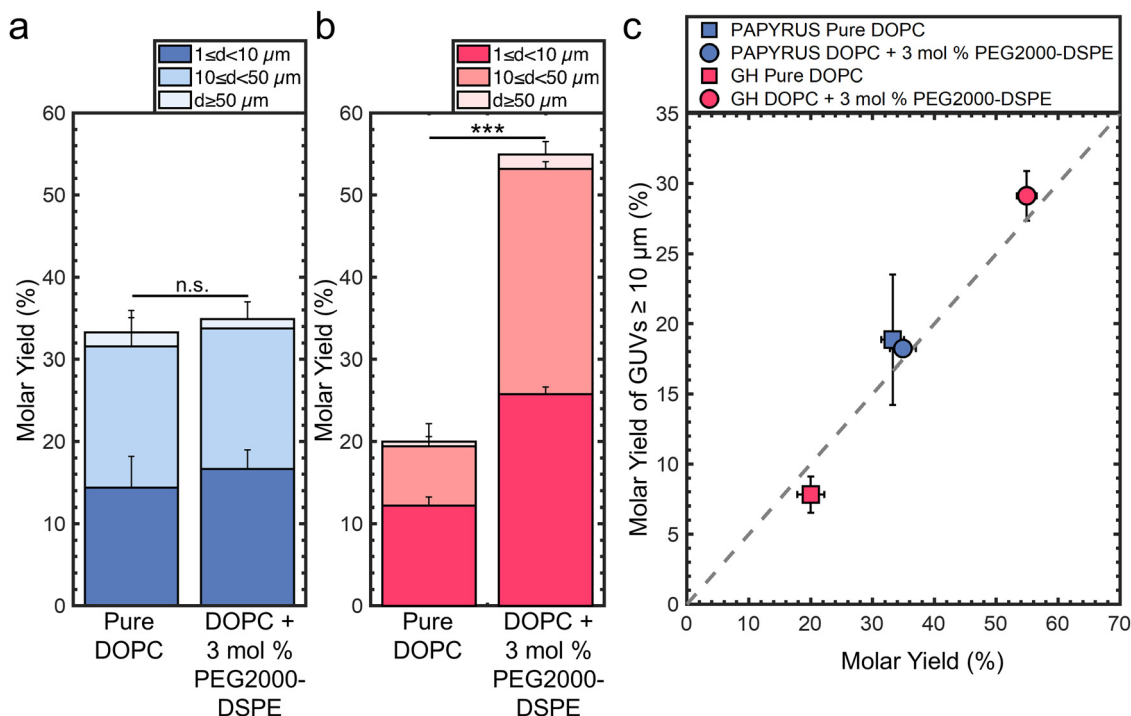 a
1≤d<10 µm
10≤d<50 µm
d≥50 µm
60
50
40
30
20
10
0
Molar Yield (%)
n.s.
Pure
DOPC
DOPC +
3 mol %
PEG2000-
DSPE
b
1≤d<10 µm
10≤d<50 µm
d≥50 µm
60
50
40
30
20
10
0
Molar Yield (%)
***
Pure
DOPC
DOPC +
3 mol %
PEG2000-
DSPE
c
PAPYRUS Pure DOPC
PAPYRUS DOPC + 3 mol % PEG2000-DSPE
GH Pure DOPC
GH DOPC + 3 mol % PEG2000-DSPE
35
30
25
20
15
10
5
0
Molar Yield of GUVs ≥ 10 µm (%)
0 10 20 30 40 50 60 70
Molar Yield (%)